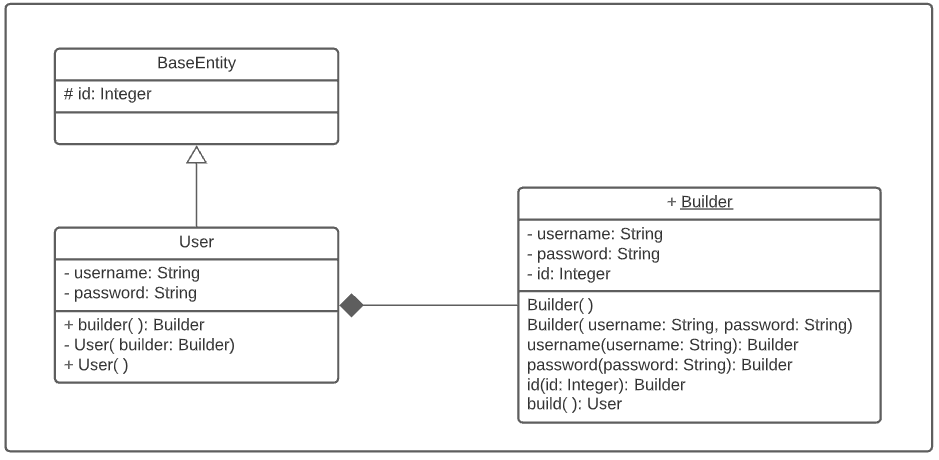 BaseEntity
# id: Integer
User
- username: String
- password: String
+ builder( ): Builder
- User( builder: Builder)
+ User( )
+ Builder
- username: String
- password: String
- id: Integer
Builder( )
Builder( username: String, password: String)
username(username: String): Builder
password(password: String): Builder
id(id: Integer): Builder
build( ): User